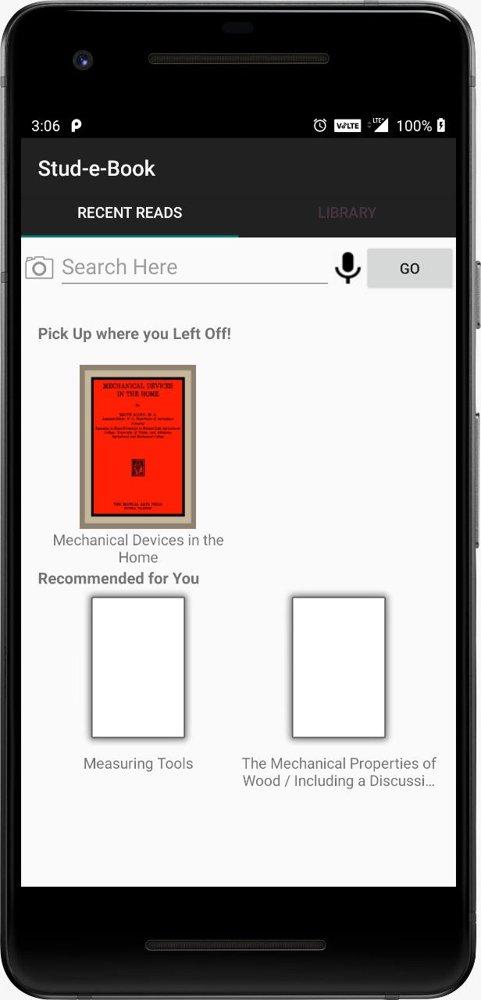 3:06
VoLTE LTE+ 100%
Stud-e-Book
RECENT READS LIBRARY
Search Here GO
Pick Up where you Left Off!
MECHANICAL DEVICES
IN THE HOME
by
EDITH ALLEN, M. A.
THE MANUAL ARTS PRESS
PEORIA, ILLINOIS
Mechanical Devices in the
Home
Recommended for You
Measuring Tools The Mechanical Properties of
Wood / Including a Discussi...